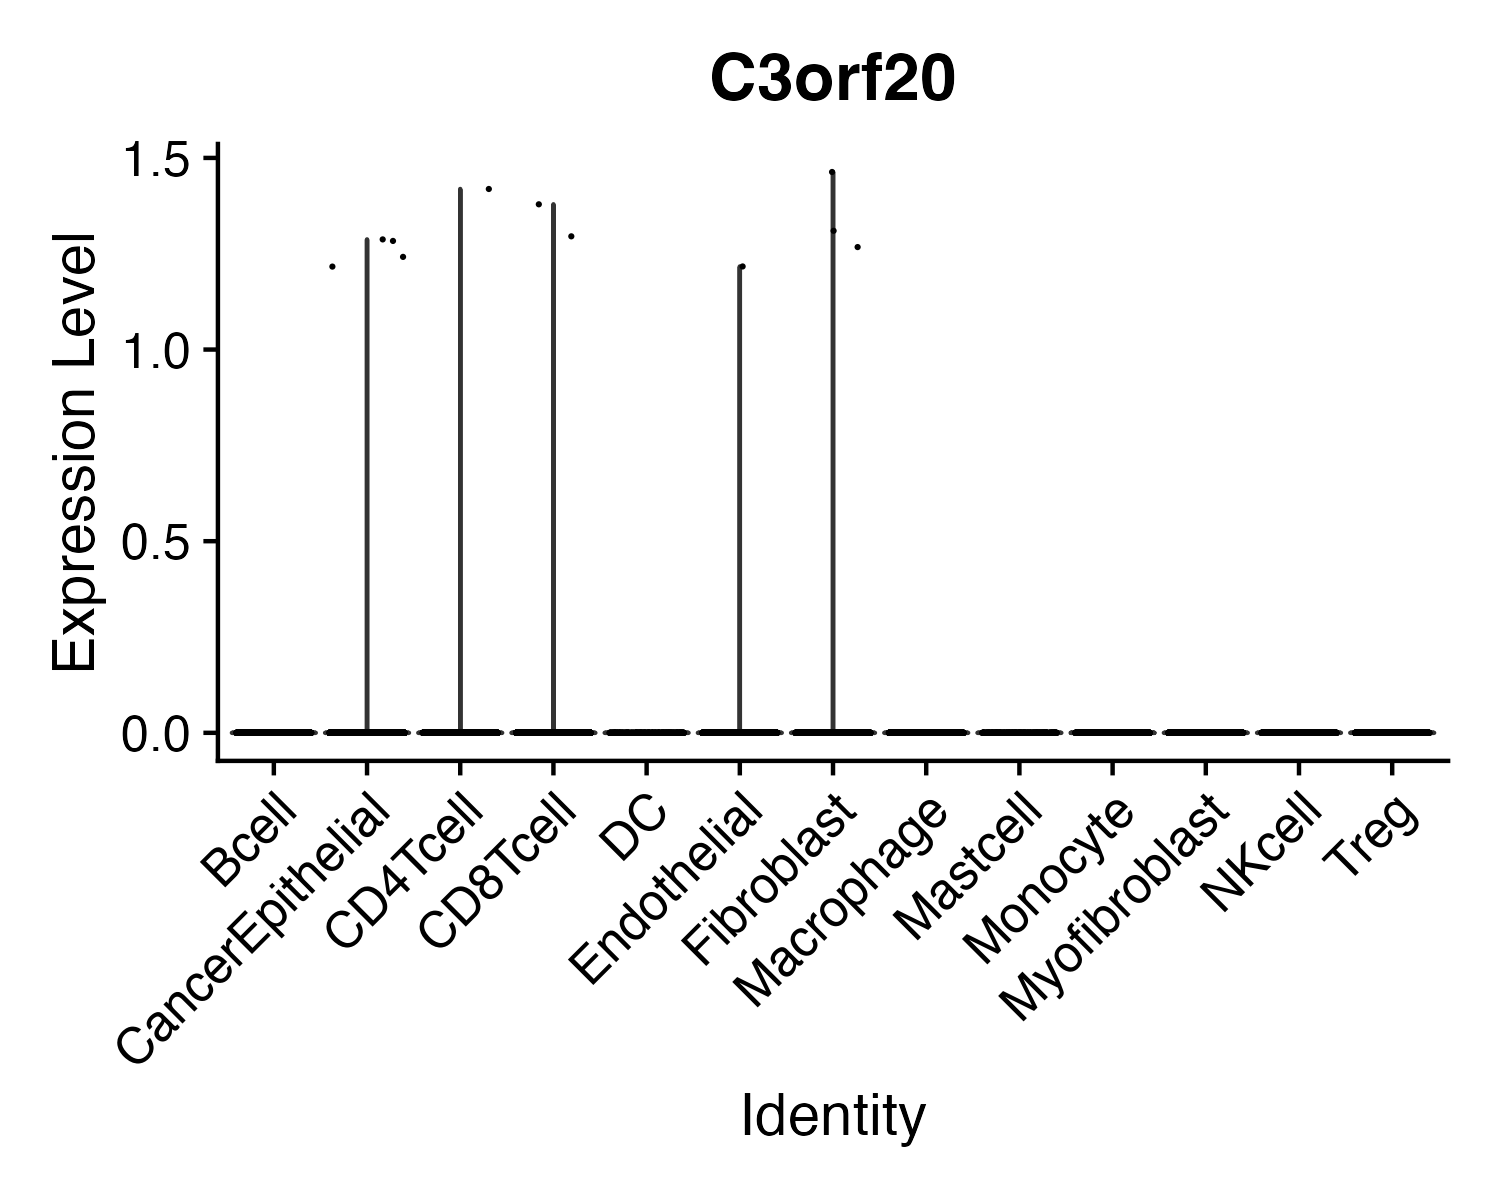 C3orf20
Expression Level
1.5
1.0
0.5
0.0
Bcell
CancerEpithelial
CD4Tcell
CD8Tcell
DC
Endothelial
Fibroblast
Macrophage
Mastcell
Monocyte
Myofibroblast
NKcell
Treg
Identity